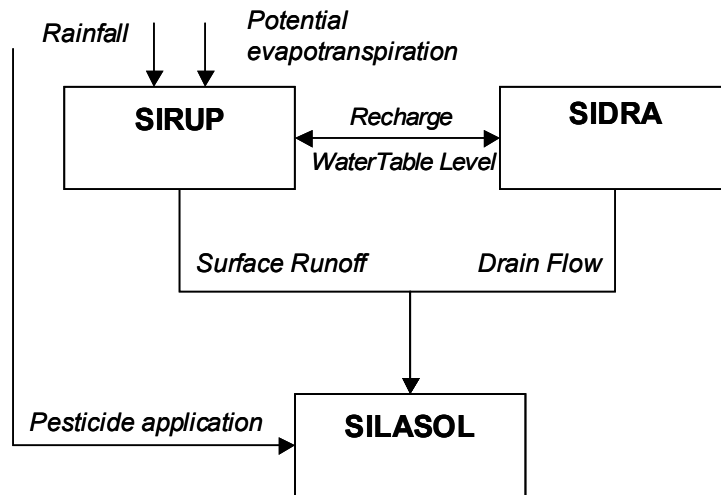 Rainfall
Potential
evapotranspiration
SIRUP
SIDRA
Recharge
WaterTable Level
Surface Runoff
Drain Flow
Pesticide application
SILASOL